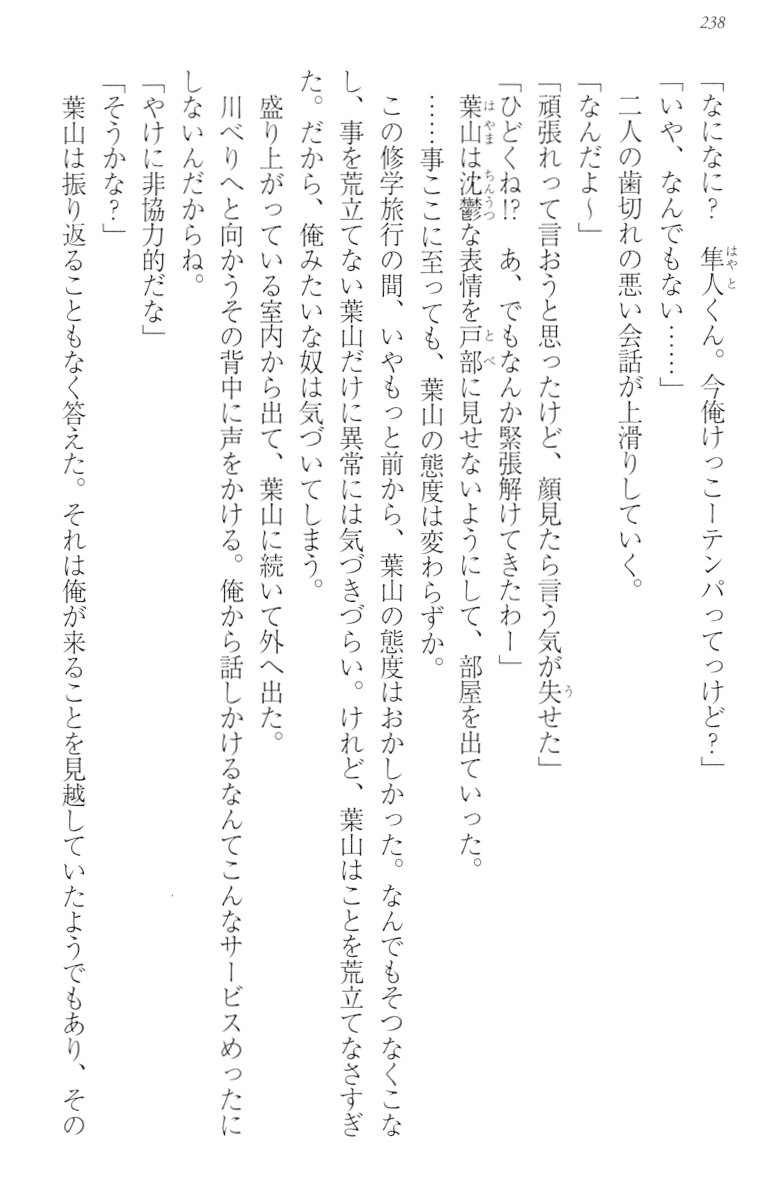 238
「なになに？　隼人くん。今俺けっこーテンパってっけど？」
「いや、なんでもない……」
二人の歯切れの悪い会話が上滑りしていく。
「なんだよ～」
「頑張れって言おうと思ったけど、顔見たら言う気が失せた」
「ひどくね!?　あ、でもなんか緊張解けてきたわー」
葉山は沈鬱な表情を戸部に見せないようにして、部屋を出ていった。
……事ここに至っても、葉山の態度は変わらずか。
この修学旅行の間、いやもっと前から、葉山の態度はおかしかった。なんでもそつなくこな
し、事を荒立てない葉山だけに異常には気づきづらい。けれど、葉山はことを荒立てなさすぎ
た。だから、俺みたいな奴は気づいてしまう。
盛り上がっている室内から出て、葉山に続いて外へ出た。
川べりへと向かうその背中に声をかける。俺から話しかけるなんてこんなサービスめったに
しないんだからね。
「やけに非協力的だな」
「そうかな？」
葉山は振り返ることもなく答えた。それは俺が来ることを見越していたようでもあり、その